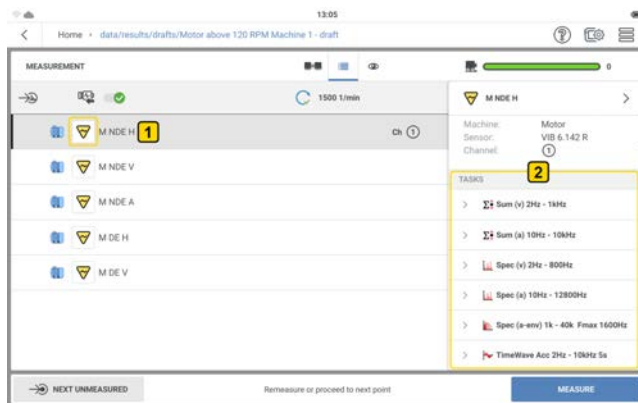 13:05
Home • data/results/drafts/Motor above 120 RPM Machine 1 - draft
MEASUREMENT
0
1500 1/min
M NDE H
1
Ch 1
M NDE V
M NDE A
M DE H
M DE V
M NDE H
Machine: Motor
Sensor: VIB 6.142 R
Channel: 1
2
TASKS
Sum (v) 2Hz - 1kHz
Sum (a) 10Hz - 10kHz
Spec (v) 2Hz - 800Hz
Spec (a) 10Hz - 12800Hz
Spec (a-env) 1k - 40k Fmax 1600Hz
TimeWave Acc 2Hz - 10kHz 5s
NEXT UNMEASURED
Remeasure or proceed to next point
MEASURE